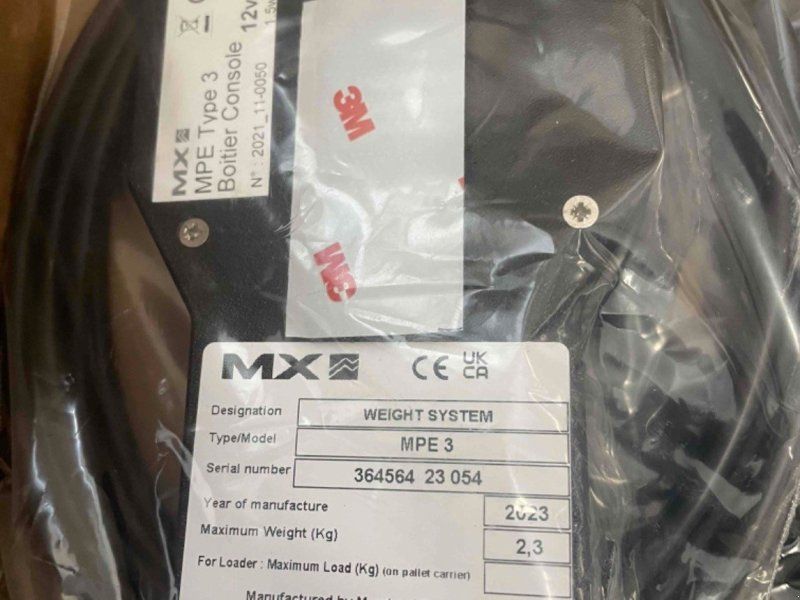 MX
MPE Type 3
Boitier Console 12v
N° : 2021_11-0050
3M
3M
MX CE UK CA
Designation WEIGHT SYSTEM
Type/Model MPE 3
Serial number 364564 23 054
Year of manufacture 2023
Maximum Weight (Kg) 2,3
For Loader : Maximum Load (Kg) (on pallet carrier)
Manufactured by